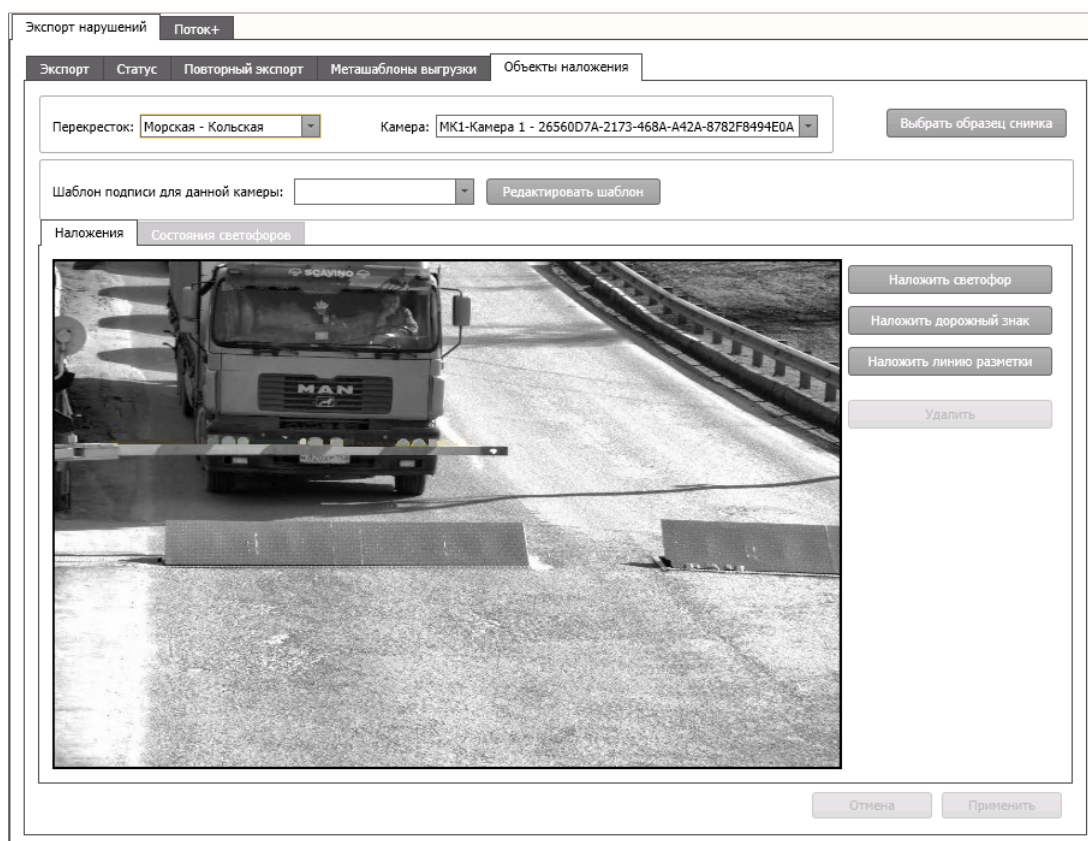 Экспорт нарушений Поток+
Экспорт Статус Повторный экспорт Меташаблоны выгрузки Объекты наложения
Перекресток: Морская - Кольская Камера: МК1-Камера 1 - 26560D7A-2173-468A-A42A-8782F8494E0A Выбрать образец снимка
Шаблон подписи для данной камеры: Редактировать шаблон
Наложения Состояния светофоров
SCAVINO
Наложить светофор
Наложить дорожный знак
Наложить линию разметки
MAN
Удалить
Отмена Применить